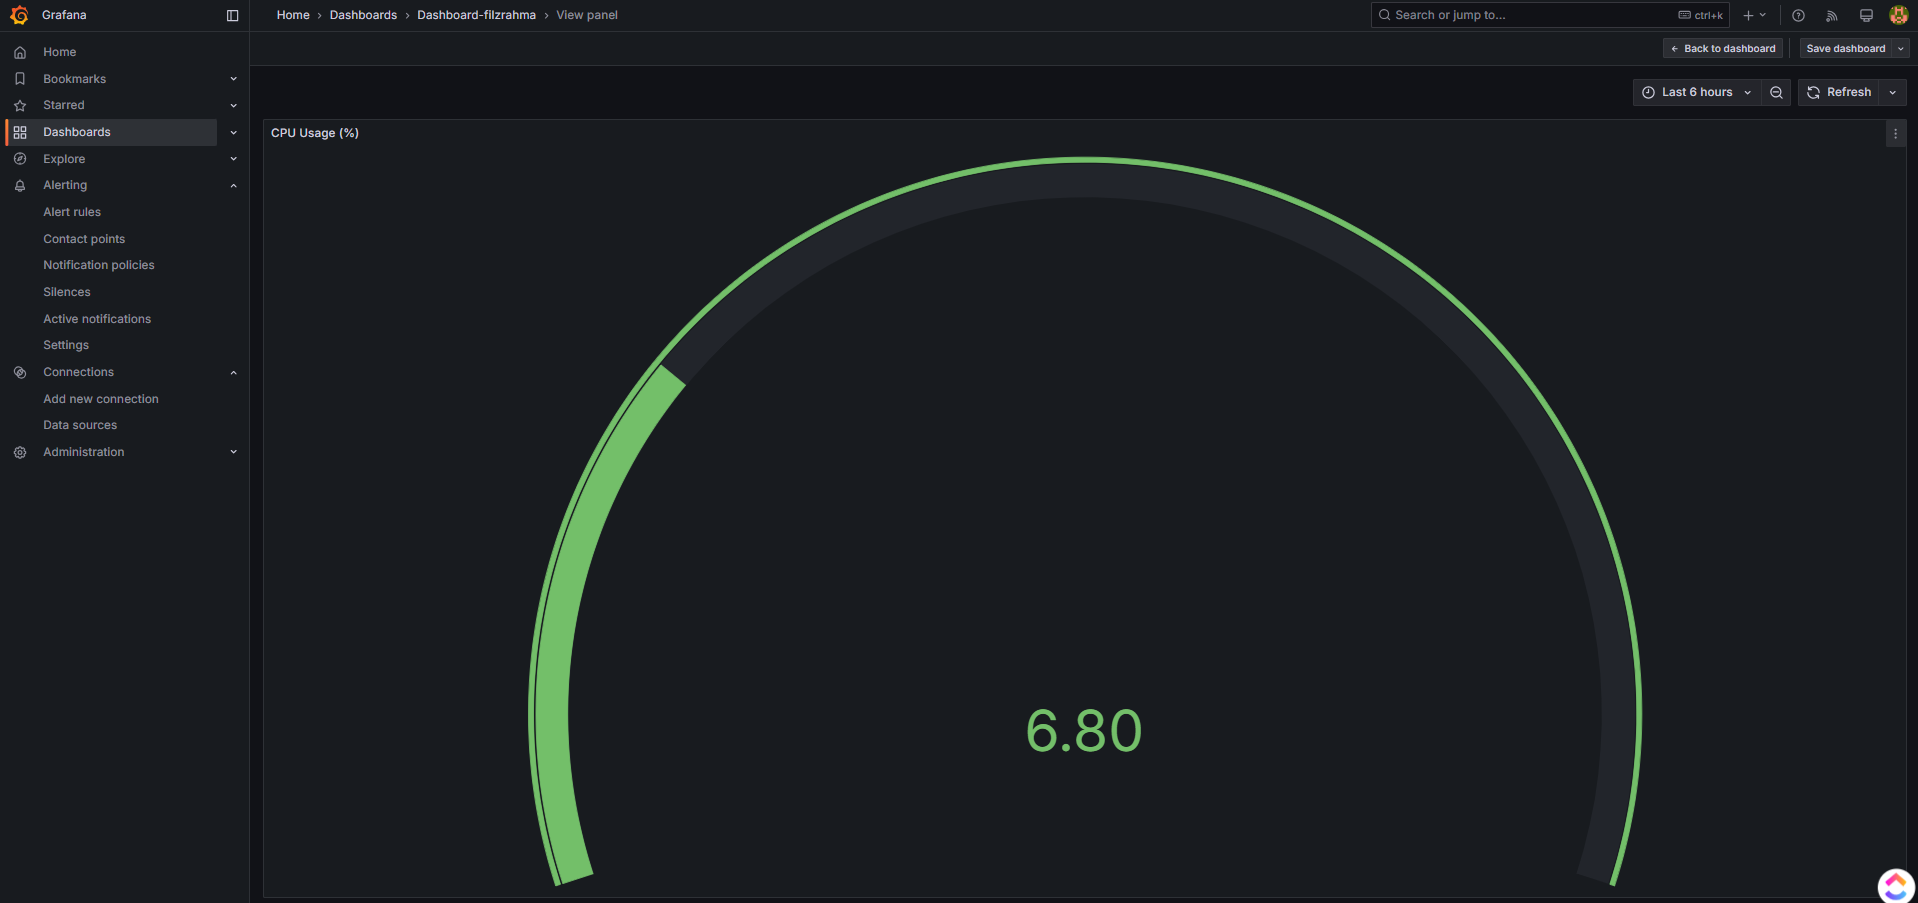 Grafana
Home
Bookmarks
Starred
Dashboards
Explore
Alerting
Alert rules
Contact points
Notification policies
Silences
Active notifications
Settings
Connections
Add new connection
Data sources
Administration
Home › Dashboards › Dashboard-filzrahma › View panel
Search or jump to... ctrl+k
Back to dashboard
Save dashboard
Last 6 hours
Refresh
CPU Usage (%)
6.80